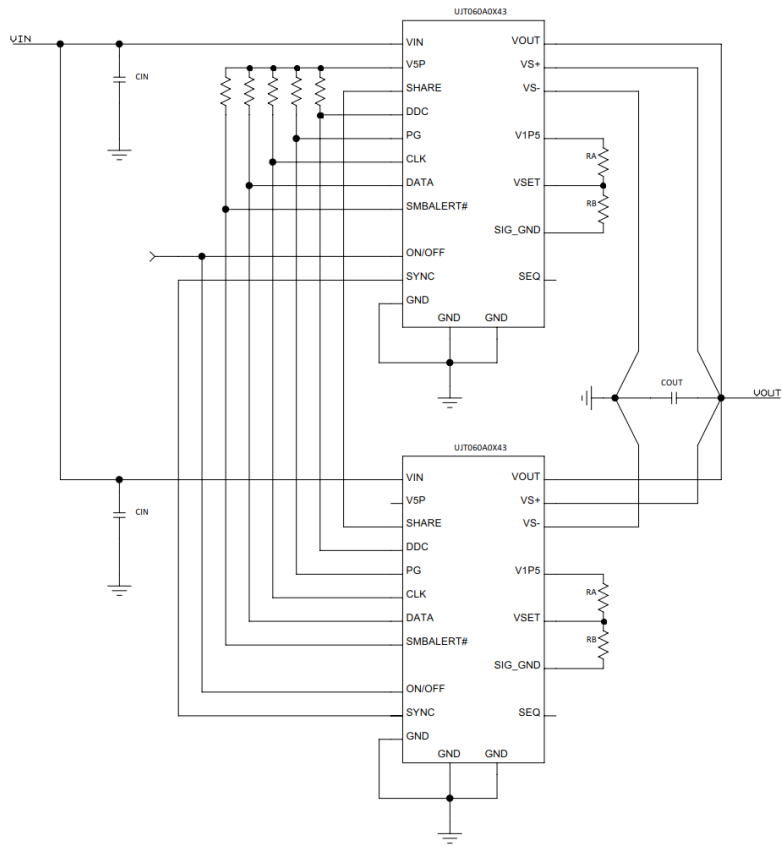 UJT060A0X43
VIN
VIN
VOUT
V5P
VS+
CIN
SHARE
VS-
DDC
PG
V1P5
RA
CLK
DATA
VSET
SMBALERT#
RB
SIG_GND
ON/OFF
SYNC
SEQ
GND
GND
GND
COUT
VOUT
UJT060A0X43
VIN
VOUT
V5P
VS+
CIN
SHARE
VS-
DDC
PG
V1P5
RA
CLK
DATA
VSET
SMBALERT#
RB
SIG_GND
ON/OFF
SYNC
SEQ
GND
GND
GND